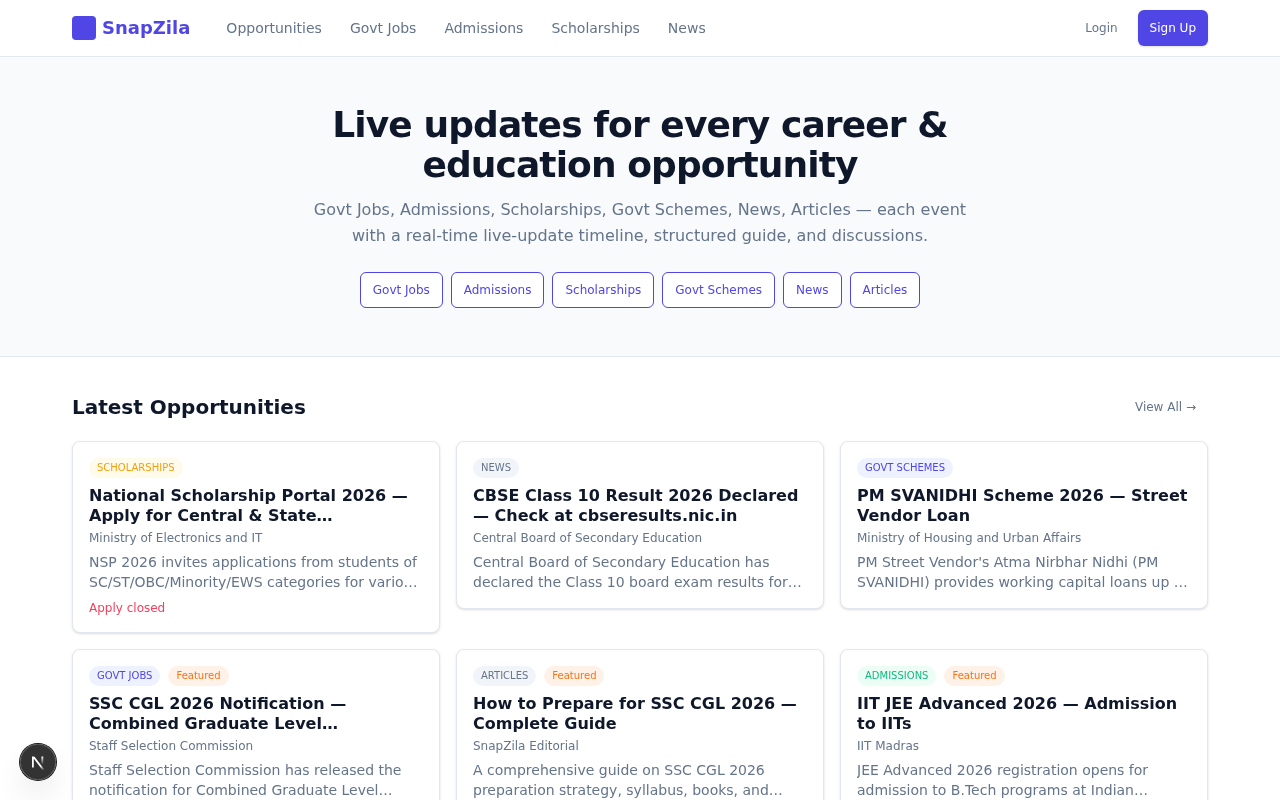 SnapZila
Opportunities
Govt Jobs
Admissions
Scholarships
News
Login
Sign Up
Live updates for every career &
education opportunity
Govt Jobs, Admissions, Scholarships, Govt Schemes, News, Articles — each event
with a real-time live-update timeline, structured guide, and discussions.
Govt Jobs
Admissions
Scholarships
Govt Schemes
News
Articles
Latest Opportunities
View All →
SCHOLARSHIPS
National Scholarship Portal 2026 —
Apply for Central & State…
Ministry of Electronics and IT
NSP 2026 invites applications from students of
SC/ST/OBC/Minority/EWS categories for vario…
Apply closed
NEWS
CBSE Class 10 Result 2026 Declared
— Check at cbseresults.nic.in
Central Board of Secondary Education
Central Board of Secondary Education has
declared the Class 10 board exam results for…
GOVT SCHEMES
PM SVANIDHI Scheme 2026 — Street
Vendor Loan
Ministry of Housing and Urban Affairs
PM Street Vendor's Atma Nirbhar Nidhi (PM
SVANIDHI) provides working capital loans up …
GOVT JOBS
Featured
SSC CGL 2026 Notification —
Combined Graduate Level…
Staff Selection Commission
Staff Selection Commission has released the
notification for Combined Graduate Level…
ARTICLES
Featured
How to Prepare for SSC CGL 2026 —
Complete Guide
SnapZila Editorial
A comprehensive guide on SSC CGL 2026
preparation strategy, syllabus, books, and…
ADMISSIONS
Featured
IIT JEE Advanced 2026 — Admission
to IITs
IIT Madras
JEE Advanced 2026 registration opens for
admission to B.Tech programs at Indian…
N